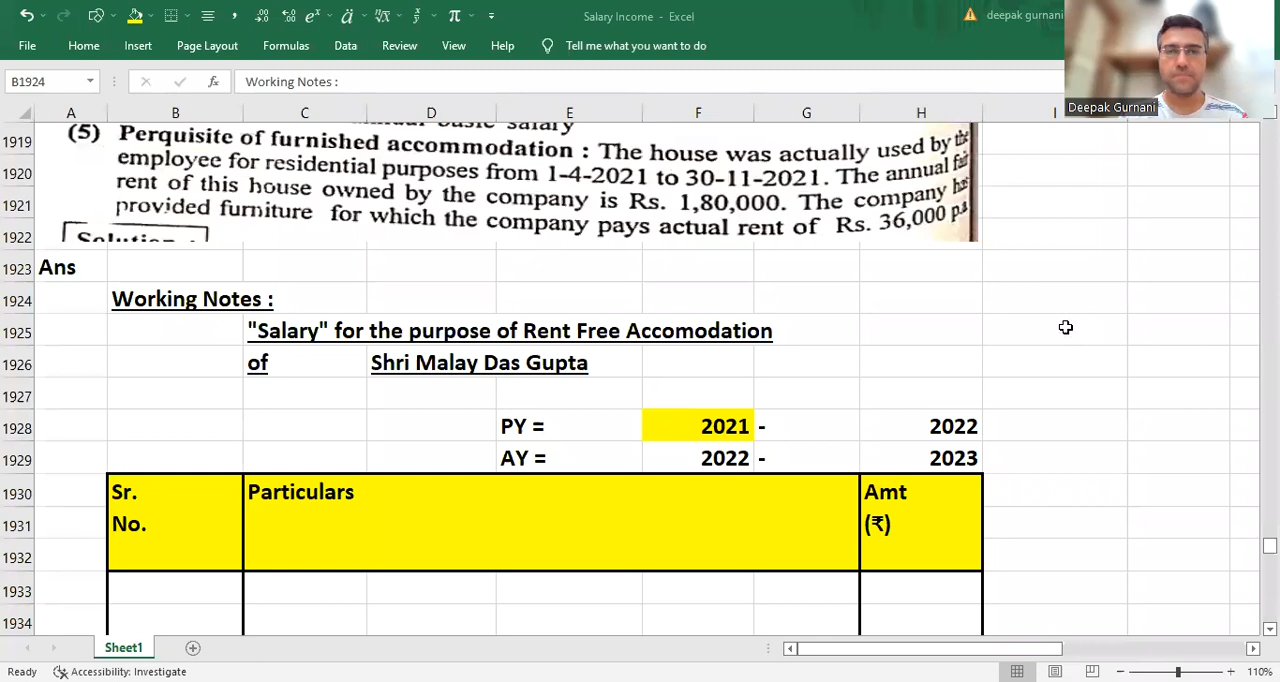 Salary Income - Excel
deepak gurnani
File Home Insert Page Layout Formulas Data Review View Help Tell me what you want to do
B1924 fx Working Notes :
Deepak Gurnani
A B C D E F G H I
1919 (5) Perquisite of furnished accommodation : The house was actually used by the
1920 employee for residential purposes from 1-4-2021 to 30-11-2021. The annual fair
1921 rent of this house owned by the company is Rs. 1,80,000. The company has
1922 provided furniture for which the company pays actual rent of Rs. 36,000 p.a
Solution :
1923 Ans
1924 Working Notes :
1925 "Salary" for the purpose of Rent Free Accomodation
1926 of Shri Malay Das Gupta
1927
1928 PY = 2021 - 2022
1929 AY = 2022 - 2023
1930 Sr. Particulars Amt
1931 No. (₹)
1932
1933
1934
Sheet1
Ready Accessibility: Investigate 110%